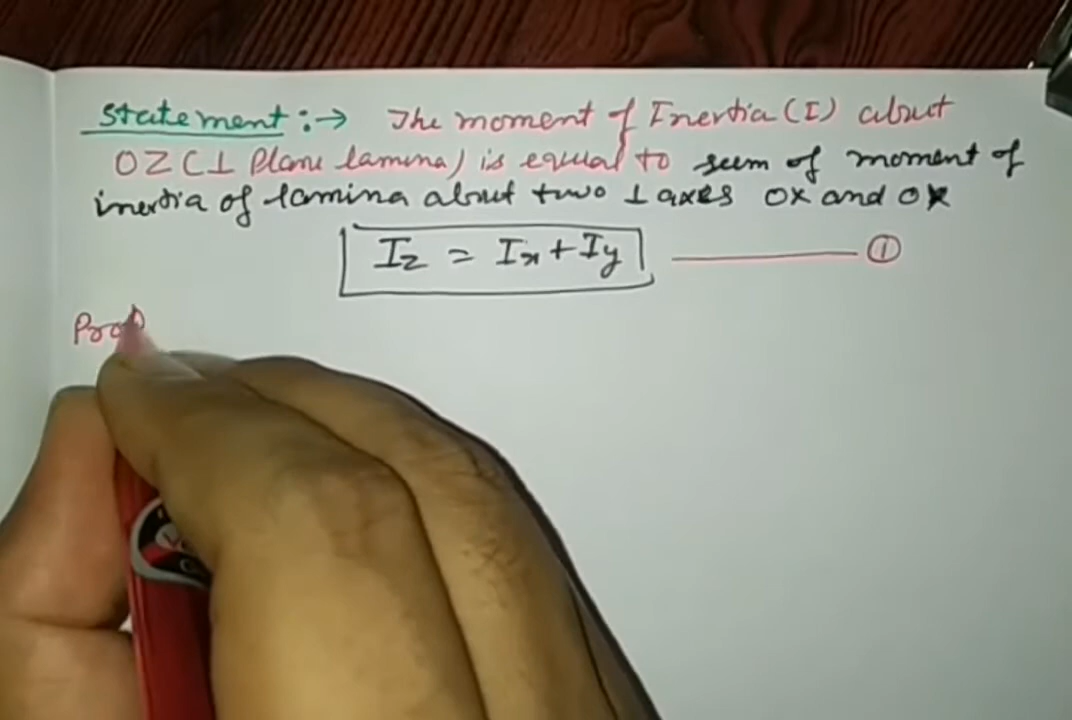 Statement :→ The moment of Inertia (I) about
OZ (⊥ Plane lamina) is equal to sum of moment of
inertia of lamina about two ⊥ axes OX and OY
Iz = Ix + Iy ——— ①
Proo